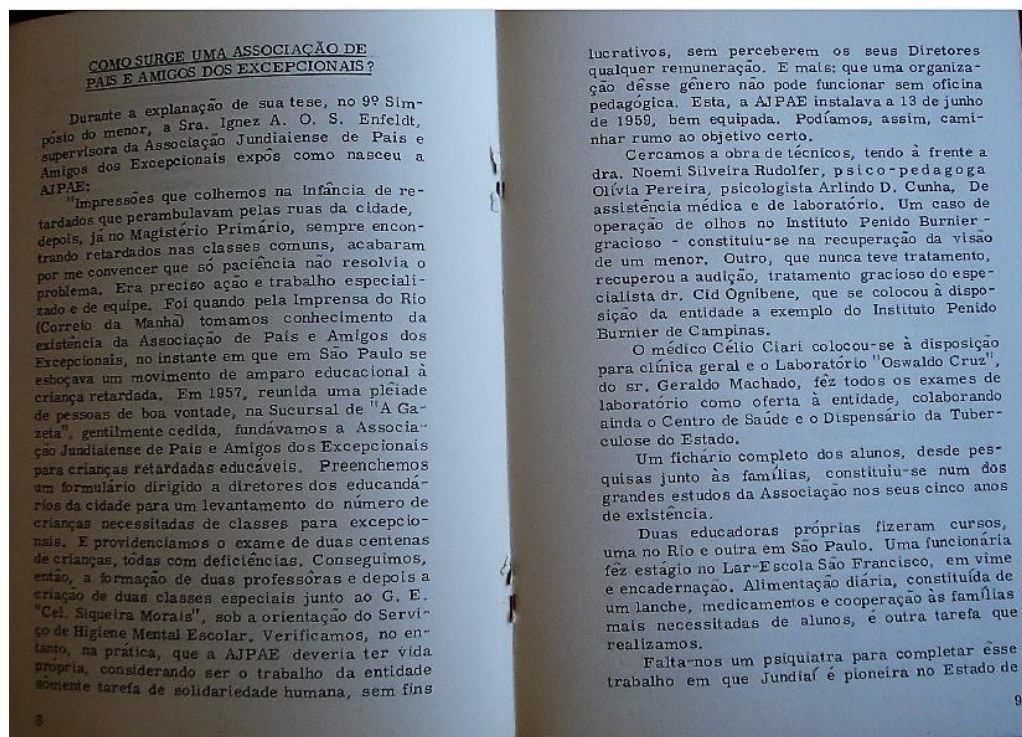 COMO SURGE UMA ASSOCIAÇÃO DE
PAIS E AMIGOS DOS EXCEPCIONAIS?
Durante a explanação de sua tese, no 9º Sim-
pósio do menor, a Sra. Ignez A. O. S. Enfeldt,
supervisora da Associação Jundiaiense de Pais e
Amigos dos Excepcionais expôs como nasceu a
AJPAE:
"Impressões que colhemos na infância de re-
tardados que perambulavam pelas ruas da cidade,
depois, já no Magistério Primário, sempre encon-
trando retardados nas classes comuns, acabaram
por me convencer que só paciência não resolvia o
problema. Era preciso ação e trabalho especiali-
zado e de equipe. Foi quando pela Imprensa do Rio
(Correio da Manhã) tomamos conhecimento da
existência da Associação de Pais e Amigos dos
Excepcionais, no instante em que em São Paulo se
esboçava um movimento de amparo educacional à
criança retardada. Em 1957, reunida uma plêiade
de pessoas de boa vontade, na Sucursal de "A Ga-
zeta", gentilmente cedida, fundávamos a Associa-
ção Jundiaiense de Pais e Amigos dos Excepcionais
para crianças retardadas educáveis. Preenchemos
um formulário dirigido a diretores dos educandá-
rios da cidade para um levantamento do número de
crianças necessitadas de classes para excepcio-
nais. E providenciamos o exame de duas centenas
de crianças, tôdas com deficiências. Conseguimos,
então, a formação de duas professôras e depois a
criação de duas classes especiais junto ao G. E.
"Cel. Siqueira Morais", sob a orientação do Servi-
ço de Higiene Mental Escolar. Verificamos, no en-
tanto, na prática, que a AJPAE deveria ter vida
própria, considerando ser o trabalho da entidade
sòmente tarefa de solidariedade humana, sem fins
8
lucrativos, sem perceberem os seus Diretores
qualquer remuneração. E mais: que uma organiza-
ção dêsse gênero não pode funcionar sem oficina
pedagógica. Esta, a AJPAE instalava a 13 de junho
de 1959, bem equipada. Podíamos, assim, cami-
nhar rumo ao objetivo certo.
Cercamos a obra de técnicos, tendo à frente a
dra. Noemi Silveira Rudolfer, psico-pedagoga
Olívia Pereira, psicologista Arlindo D. Cunha, De
assistência médica e de laboratório. Um caso de
operação de olhos no Instituto Penido Burnier -
gracioso - constituiu-se na recuperação da visão
de um menor. Outro, que nunca teve tratamento,
recuperou a audição, tratamento gracioso do espe-
cialista dr. Cid Ognibene, que se colocou à dispo-
sição da entidade a exemplo do Instituto Penido
Burnier de Campinas.
O médico Célio Ciari colocou-se à disposição
para clínica geral e o Laboratório "Oswaldo Cruz",
do sr. Geraldo Machado, fêz todos os exames de
laboratório como oferta à entidade, colaborando
ainda o Centro de Saúde e o Dispensário da Tuber-
culose do Estado.
Um fichário completo dos alunos, desde pes-
quisas junto às famílias, constituiu-se num dos
grandes estudos da Associação nos seus cinco anos
de existência.
Duas educadoras próprias fizeram cursos,
uma no Rio e outra em São Paulo. Uma funcionária
fêz estágio no Lar-Escola São Francisco, em vime
e encadernação. Alimentação diária, constituída de
um lanche, medicamentos e cooperação às famílias
mais necessitadas de alunos, é outra tarefa que
realizamos.
Falta-nos um psiquiatra para completar êsse
trabalho em que Jundiaí é pioneira no Estado de
9